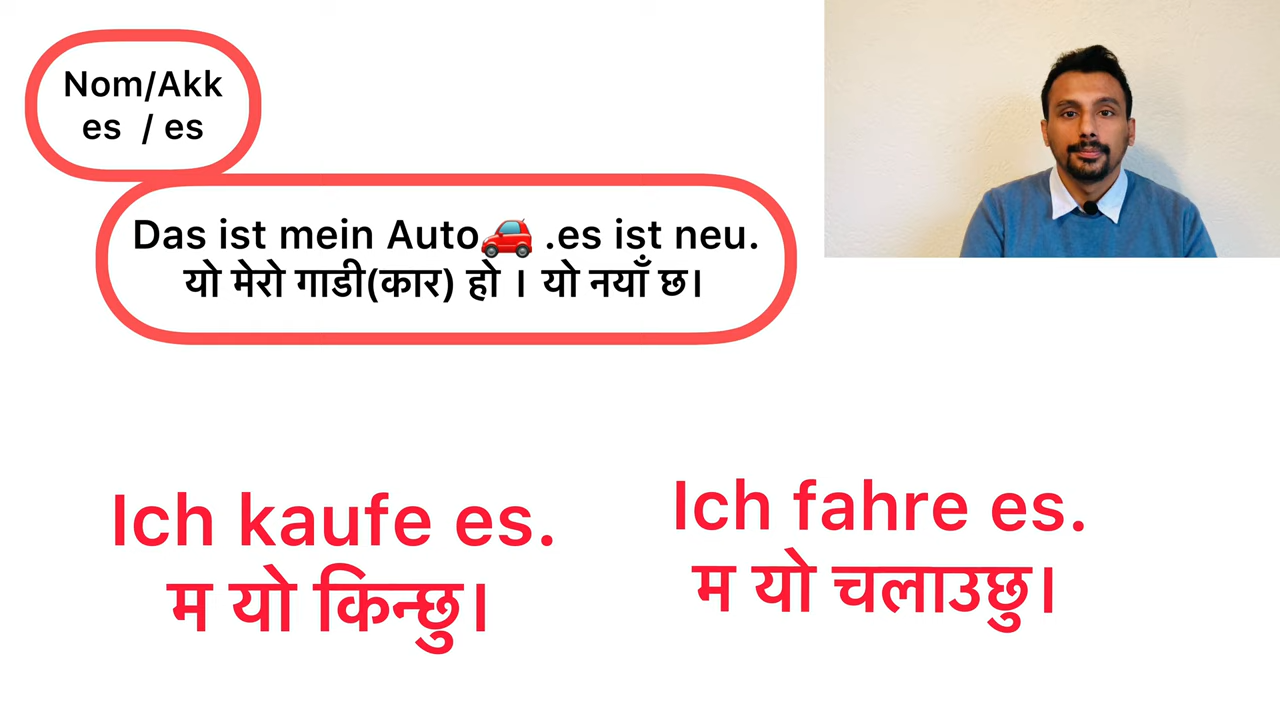 Nom/Akk
es / es
Das ist mein Auto🚗 .es ist neu.
यो मेरो गाडी(कार) हो । यो नयाँ छ।
Ich kaufe es.
म यो किन्छु।
Ich fahre es.
म यो चलाउछु।